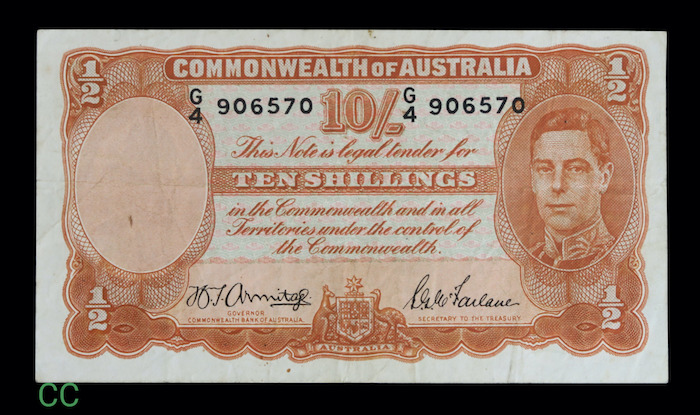 COMMONWEALTH OF AUSTRALIA
1/2
1/2
G/4 906570
10/-
G/4 906570
This Note is legal tender for
TEN SHILLINGS
in the Commonwealth and in all
Territories under the control of
the Commonwealth.
H.T. Armitage
GOVERNOR
COMMONWEALTH BANK OF AUSTRALIA.
S.G. McFarlane
SECRETARY TO THE TREASURY
1/2
1/2
AUSTRALIA
CC